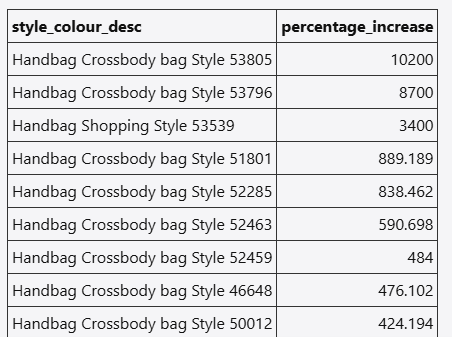 style_colour_desc percentage_increase
Handbag Crossbody bag Style 53805 10200
Handbag Crossbody bag Style 53796 8700
Handbag Shopping Style 53539 3400
Handbag Crossbody bag Style 51801 889.189
Handbag Crossbody bag Style 52285 838.462
Handbag Crossbody bag Style 52463 590.698
Handbag Crossbody bag Style 52459 484
Handbag Crossbody bag Style 46648 476.102
Handbag Crossbody bag Style 50012 424.194